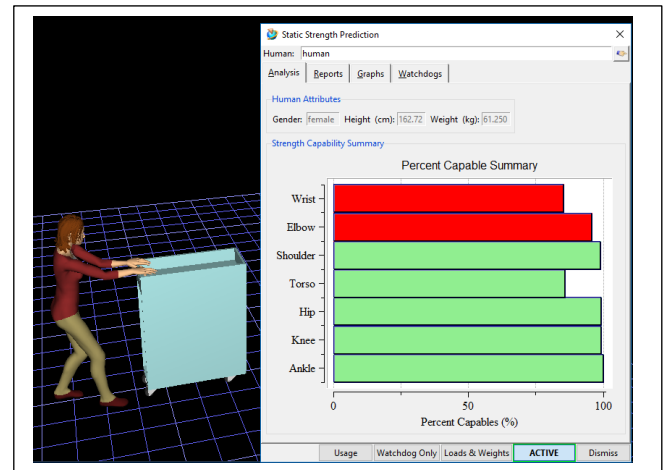 Static Strength Prediction
Human: human
Analysis Reports Graphs Watchdogs
Human Attributes
Gender: female Height (cm): 162.72 Weight (kg): 61.250
Strength Capability Summary
Percent Capable Summary
Wrist
Elbow
Shoulder
Torso
Hip
Knee
Ankle
0 50 100
Percent Capables (%)
Usage Watchdog Only Loads & Weights ACTIVE Dismiss